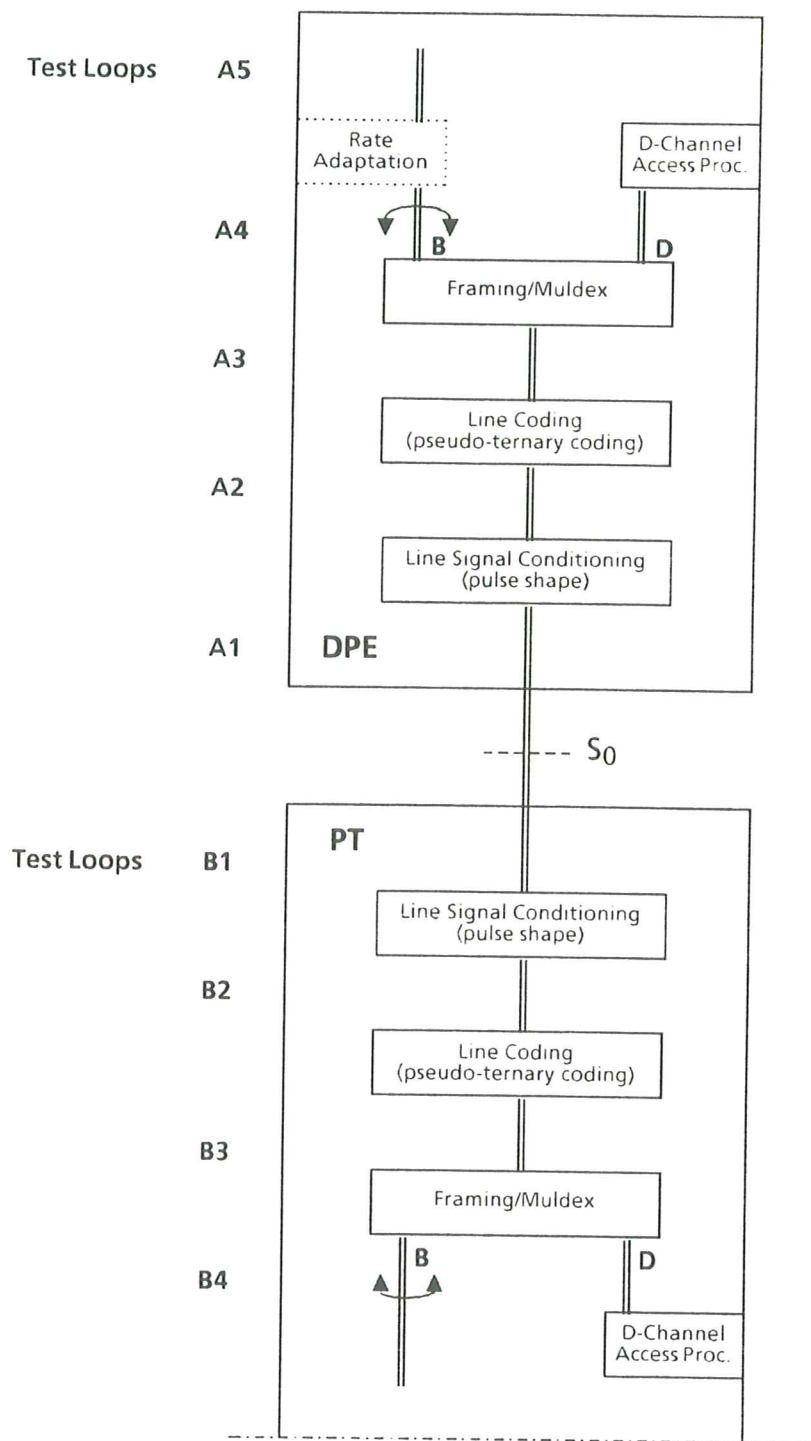 Test Loops A5
Rate
Adaptation
D-Channel
Access Proc.
A4
B
D
Framing/Muldex
A3
Line Coding
(pseudo-ternary coding)
A2
Line Signal Conditioning
(pulse shape)
A1
DPE
S0
PT
Test Loops B1
Line Signal Conditioning
(pulse shape)
B2
Line Coding
(pseudo-ternary coding)
B3
Framing/Muldex
B
D
B4
D-Channel
Access Proc.